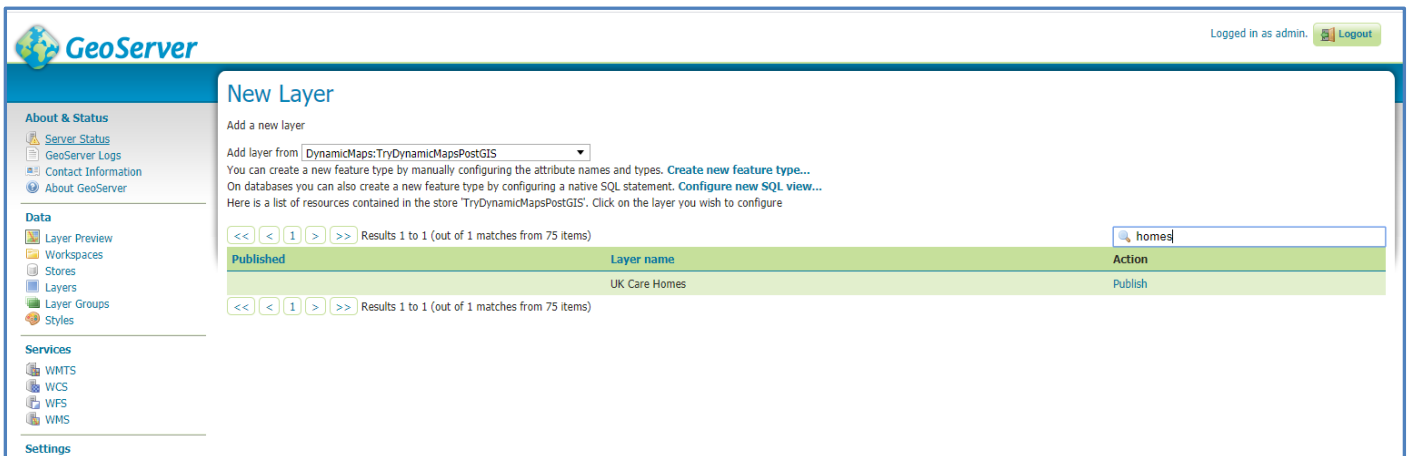 GeoServer
Logged in as admin. Logout
New Layer
Add a new layer
Add layer from DynamicMaps:TryDynamicMapsPostGIS
You can create a new feature type by manually configuring the attribute names and types. Create new feature type...
On databases you can also create a new feature type by configuring a native SQL statement. Configure new SQL view...
Here is a list of resources contained in the store 'TryDynamicMapsPostGIS'. Click on the layer you wish to configure
<< < 1 > >> Results 1 to 1 (out of 1 matches from 75 items) homes
Published Layer name Action
UK Care Homes Publish
<< < 1 > >> Results 1 to 1 (out of 1 matches from 75 items)
About & Status
Server Status
GeoServer Logs
Contact Information
About GeoServer
Data
Layer Preview
Workspaces
Stores
Layers
Layer Groups
Styles
Services
WMTS
WCS
WFS
WMS
Settings